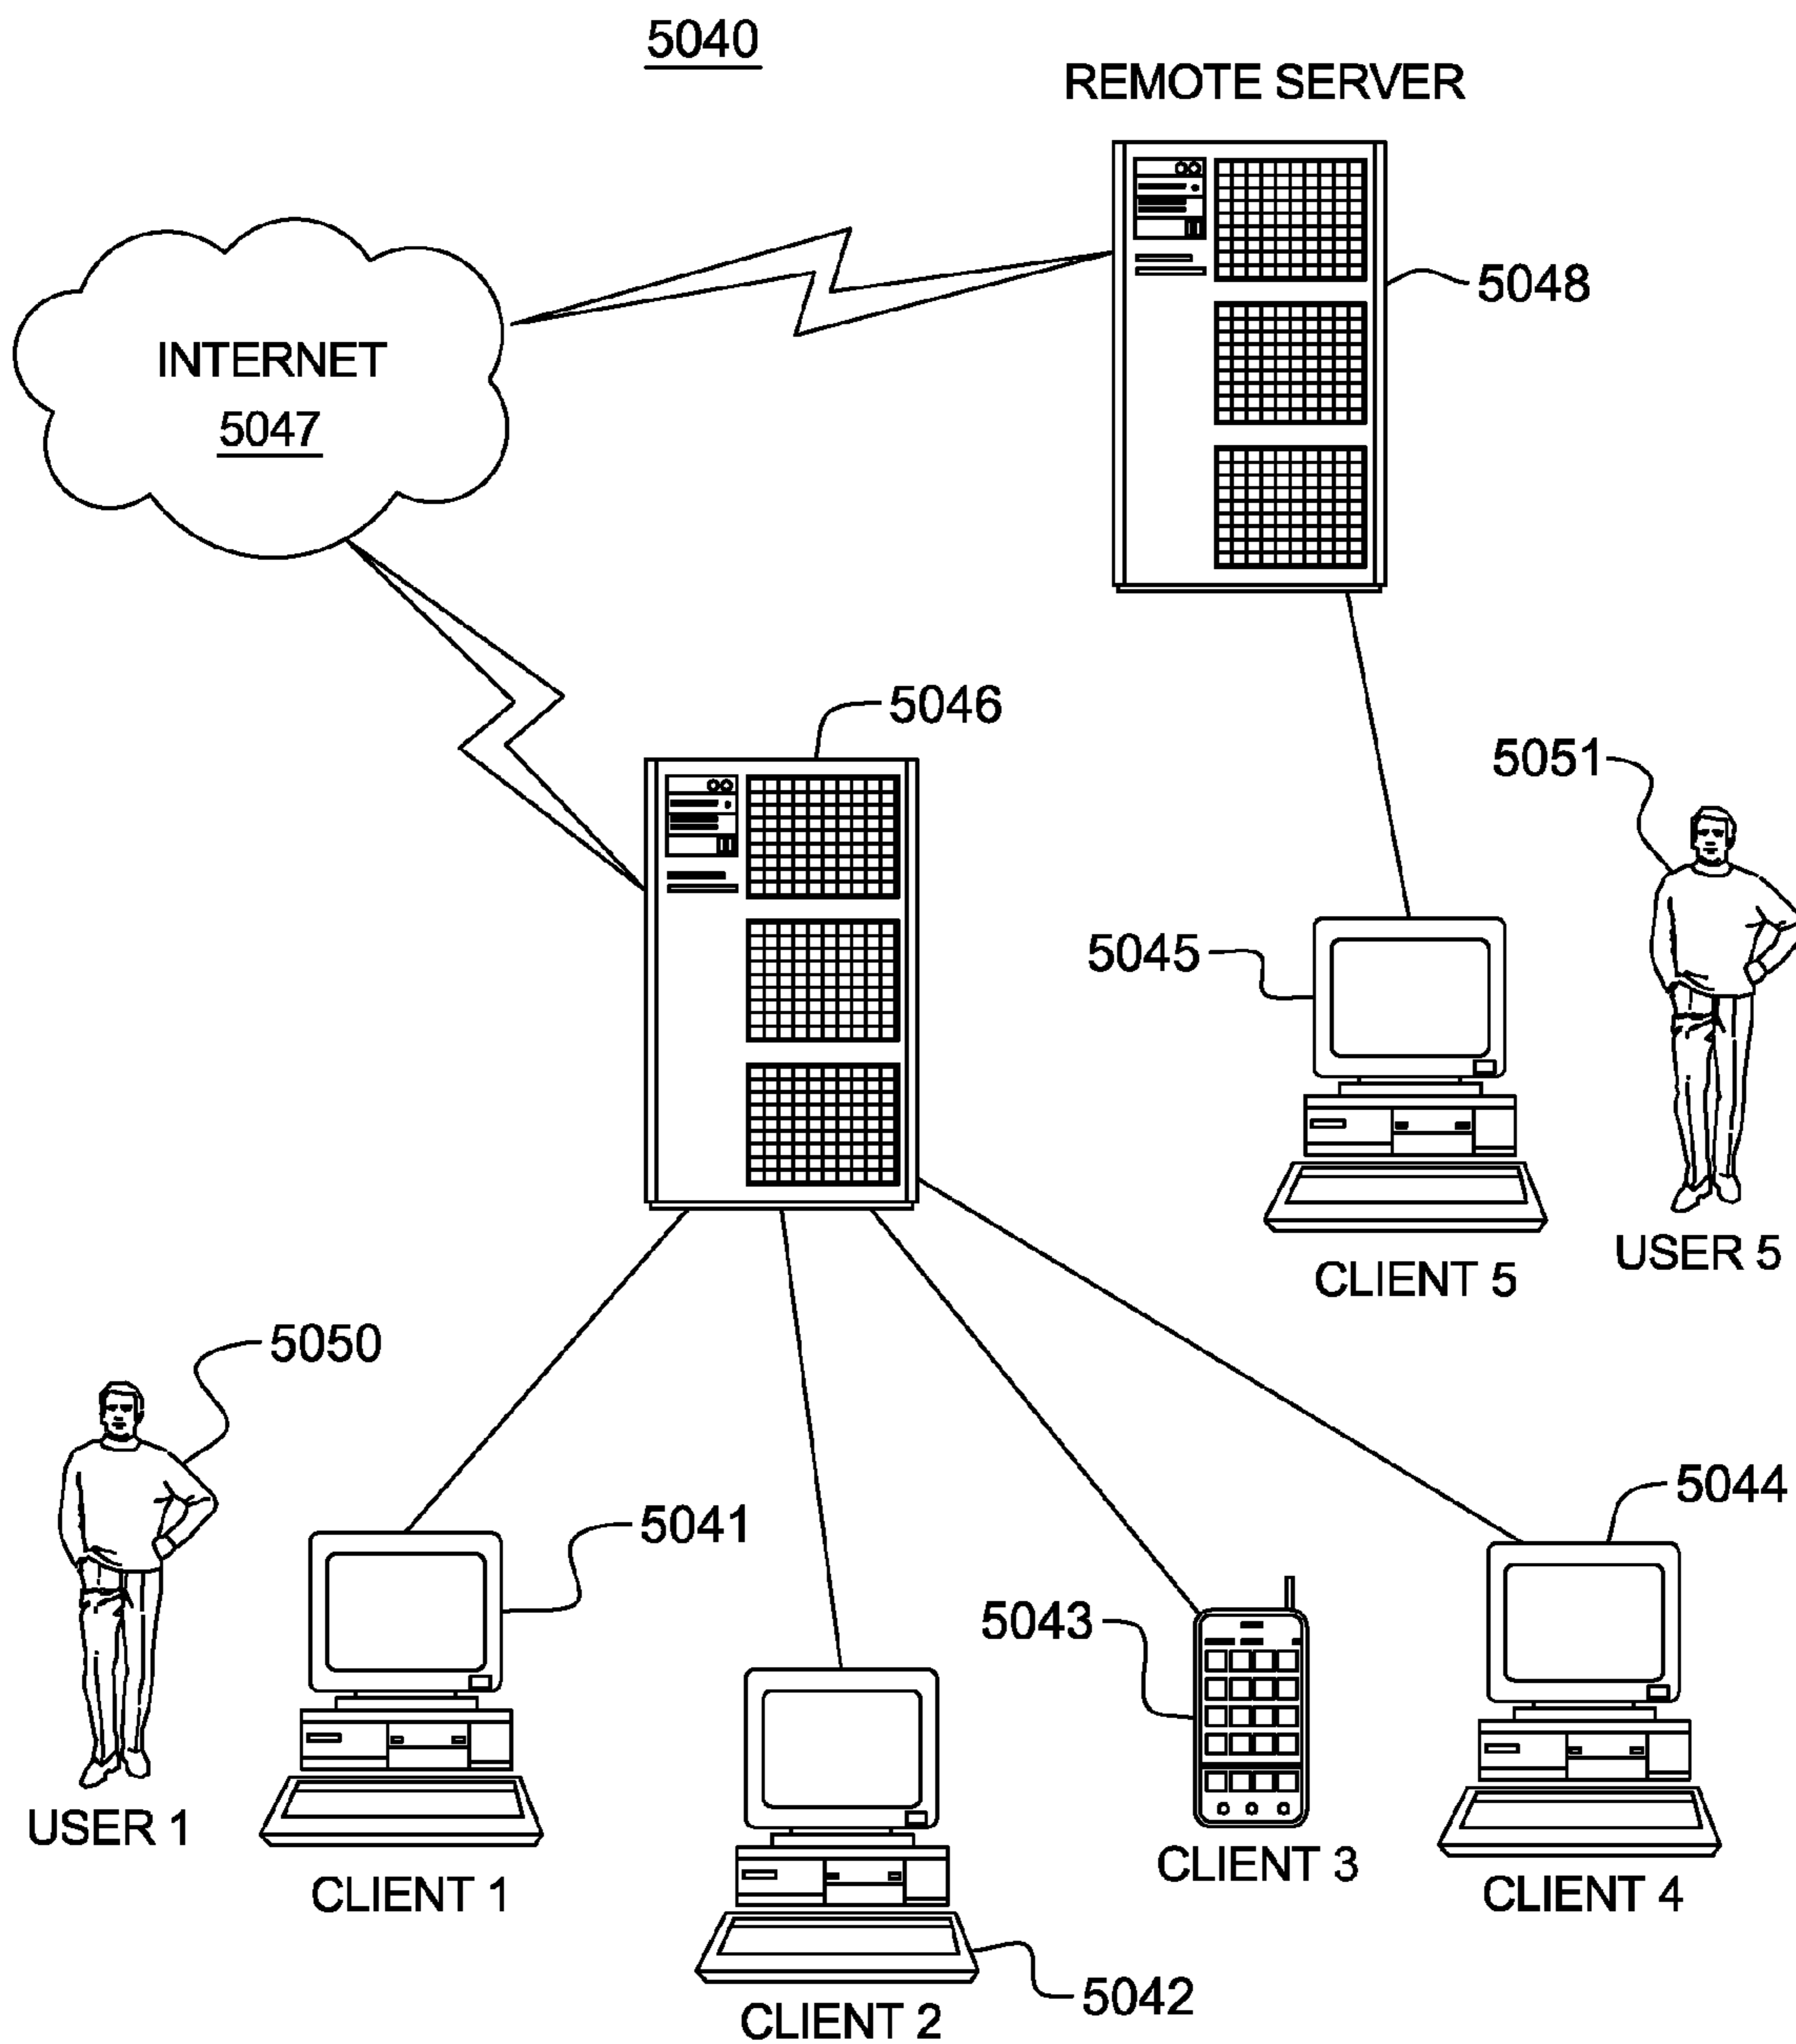 5040
REMOTE SERVER
5048
INTERNET
5047
5046
5051
5045
USER 5
CLIENT 5
5050
5044
5041
5043
USER 1
CLIENT 3
CLIENT 1
CLIENT 4
5042
CLIENT 2